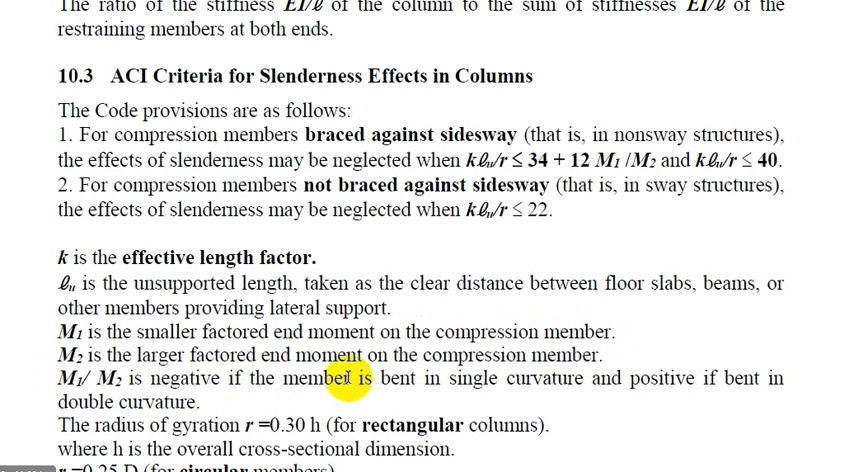 The ratio of the stiffness EI/ℓ of the column to the sum of stiffnesses EI/ℓ of the
restraining members at both ends.
10.3 ACI Criteria for Slenderness Effects in Columns
The Code provisions are as follows:
1. For compression members braced against sidesway (that is, in nonsway structures),
the effects of slenderness may be neglected when kℓu/r ≤ 34 + 12 M1 /M2 and kℓu/r ≤ 40.
2. For compression members not braced against sidesway (that is, in sway structures),
the effects of slenderness may be neglected when kℓu/r ≤ 22.
k is the effective length factor.
ℓu is the unsupported length, taken as the clear distance between floor slabs, beams, or
other members providing lateral support.
M1 is the smaller factored end moment on the compression member.
M2 is the larger factored end moment on the compression member.
M1/ M2 is negative if the member is bent in single curvature and positive if bent in
double curvature.
The radius of gyration r =0.30 h (for rectangular columns).
where h is the overall cross-sectional dimension.
r =0.25 D (for circular members)